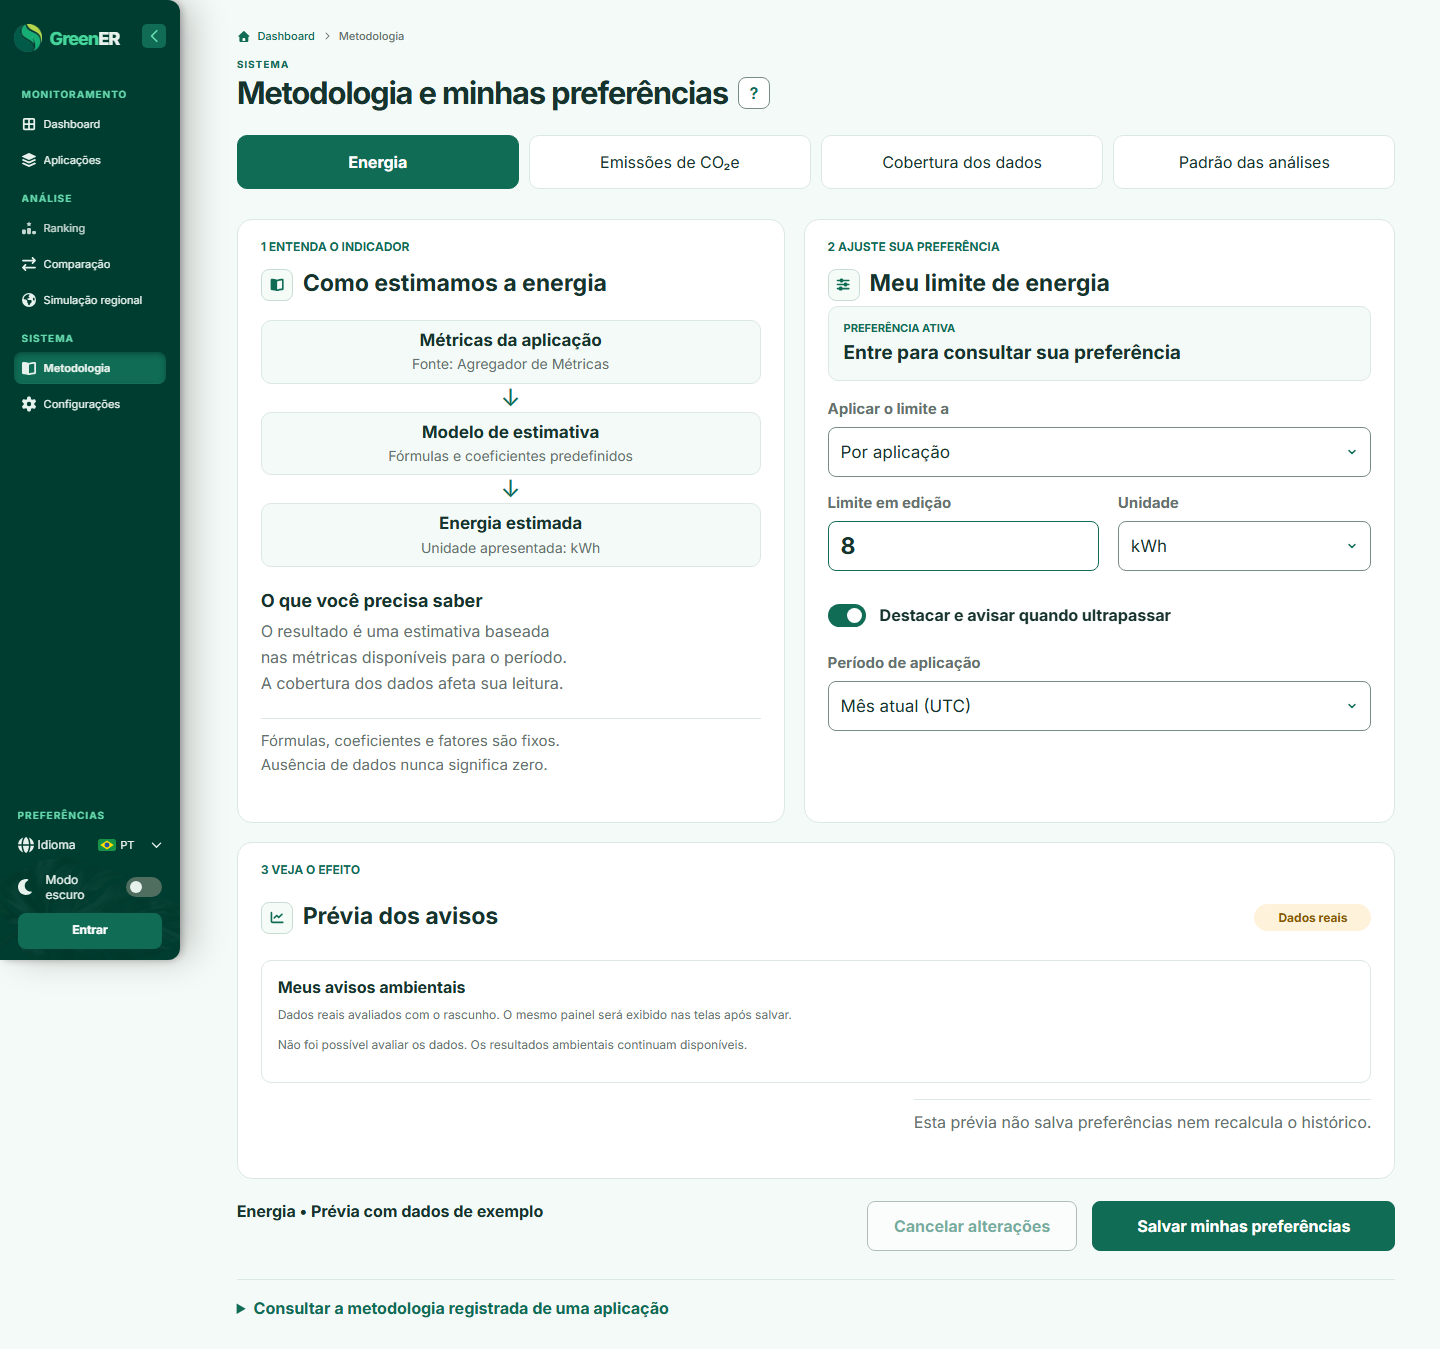 GreenER
MONITORAMENTO
Dashboard
Aplicações
ANÁLISE
Ranking
Comparação
Simulação regional
SISTEMA
Metodologia
Configurações
PREFERÊNCIAS
Idioma PT
Modo
escuro
Entrar
Dashboard > Metodologia
SISTEMA
Metodologia e minhas preferências ?
Energia
Emissões de CO₂e
Cobertura dos dados
Padrão das análises
1 ENTENDA O INDICADOR
Como estimamos a energia
Métricas da aplicação
Fonte: Agregador de Métricas
Modelo de estimativa
Fórmulas e coeficientes predefinidos
Energia estimada
Unidade apresentada: kWh
O que você precisa saber
O resultado é uma estimativa baseada
nas métricas disponíveis para o período.
A cobertura dos dados afeta sua leitura.
Fórmulas, coeficientes e fatores são fixos.
Ausência de dados nunca significa zero.
2 AJUSTE SUA PREFERÊNCIA
Meu limite de energia
PREFERÊNCIA ATIVA
Entre para consultar sua preferência
Aplicar o limite a
Por aplicação
Limite em edição
8
Unidade
kWh
Destacar e avisar quando ultrapassar
Período de aplicação
Mês atual (UTC)
3 VEJA O EFEITO
Prévia dos avisos
Dados reais
Meus avisos ambientais
Dados reais avaliados com o rascunho. O mesmo painel será exibido nas telas após salvar.
Não foi possível avaliar os dados. Os resultados ambientais continuam disponíveis.
Esta prévia não salva preferências nem recalcula o histórico.
Energia • Prévia com dados de exemplo
Cancelar alterações
Salvar minhas preferências
Consultar a metodologia registrada de uma aplicação